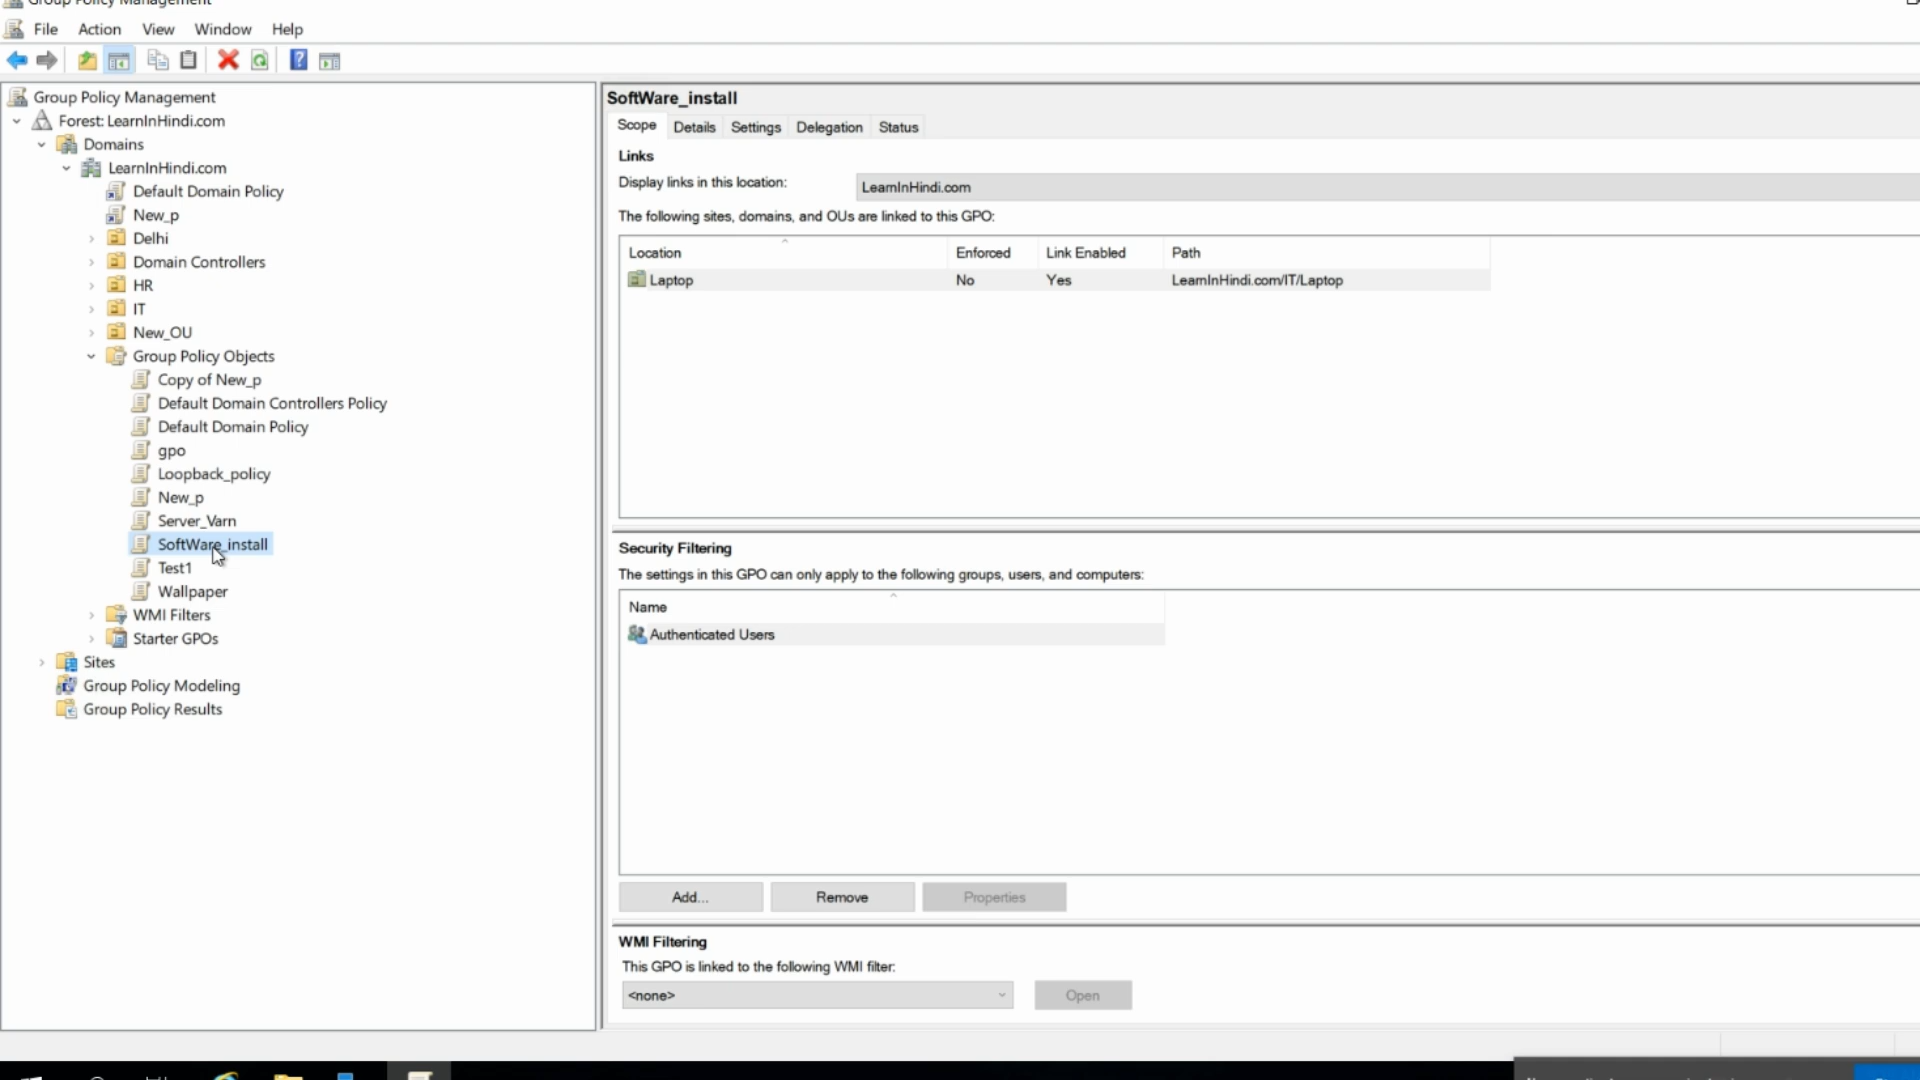 Group Policy Management
File Action View Window Help
Group Policy Management
Forest: LearnInHindi.com
Domains
LearnInHindi.com
Default Domain Policy
New_p
Delhi
Domain Controllers
HR
IT
New_OU
Group Policy Objects
Copy of New_p
Default Domain Controllers Policy
Default Domain Policy
gpo
Loopback_policy
New_p
Server_Varn
SoftWare_install
Test1
Wallpaper
WMI Filters
Starter GPOs
Sites
Group Policy Modeling
Group Policy Results
SoftWare_install
Scope Details Settings Delegation Status
Links
Display links in this location: LearnInHindi.com
The following sites, domains, and OUs are linked to this GPO:
Location Enforced Link Enabled Path
Laptop No Yes LearnInHindi.com/IT/Laptop
Security Filtering
The settings in this GPO can only apply to the following groups, users, and computers:
Name
Authenticated Users
Add... Remove Properties
WMI Filtering
This GPO is linked to the following WMI filter:
<none> Open